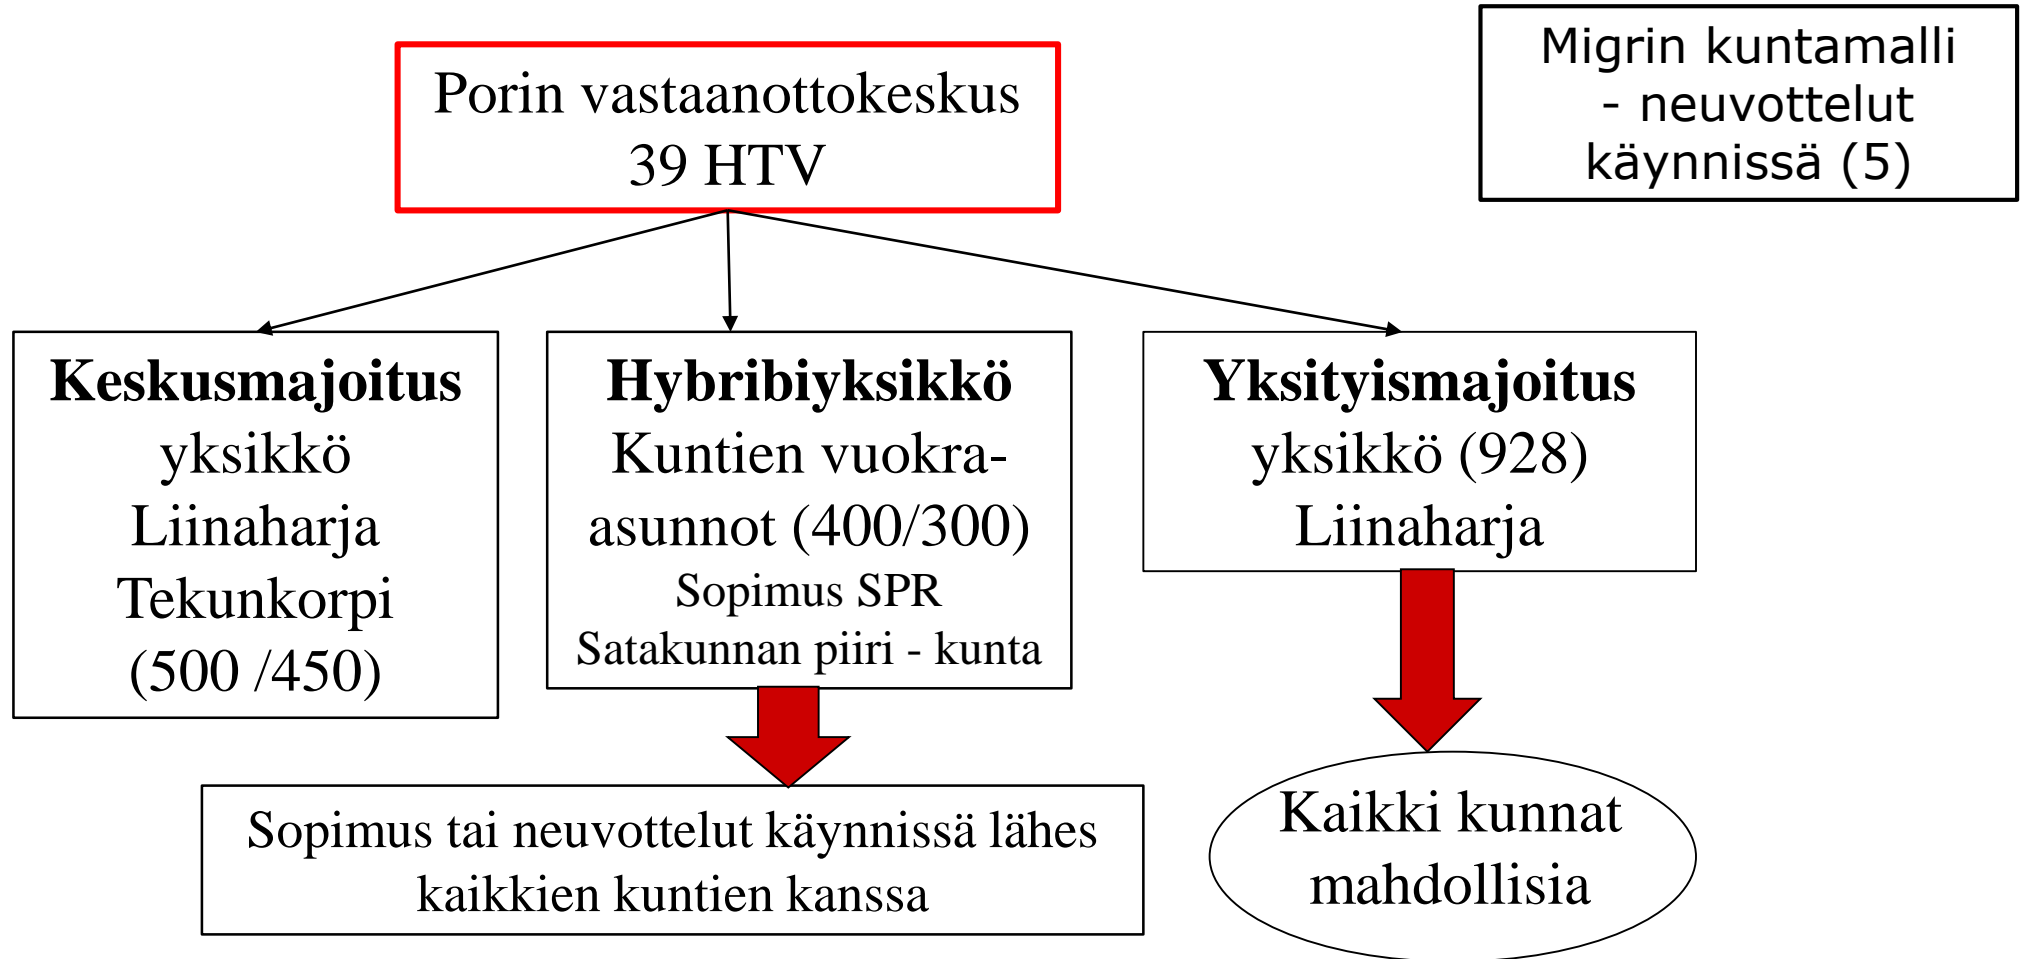 Porin vastaanottokeskus
39 HTV
Migrin kuntamalli
- neuvottelut
käynnissä (5)
Keskusmajoitus
yksikkö
Liinaharja
Tekunkorpi
(500 /450)
Hybribiyksikkö
Kuntien vuokra-
asunnot (400/300)
Sopimus SPR
Satakunnan piiri - kunta
Yksityismajoitus
yksikkö (928)
Liinaharja
Sopimus tai neuvottelut käynnissä lähes
kaikkien kuntien kanssa
Kaikki kunnat
mahdollisia